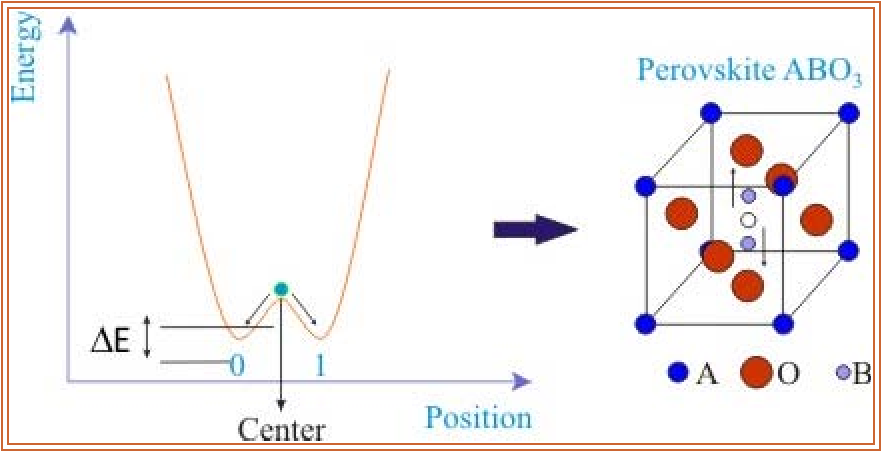 Energy
Perovskite ABO₃
ΔE
0
1
Center
Position
A
O
B